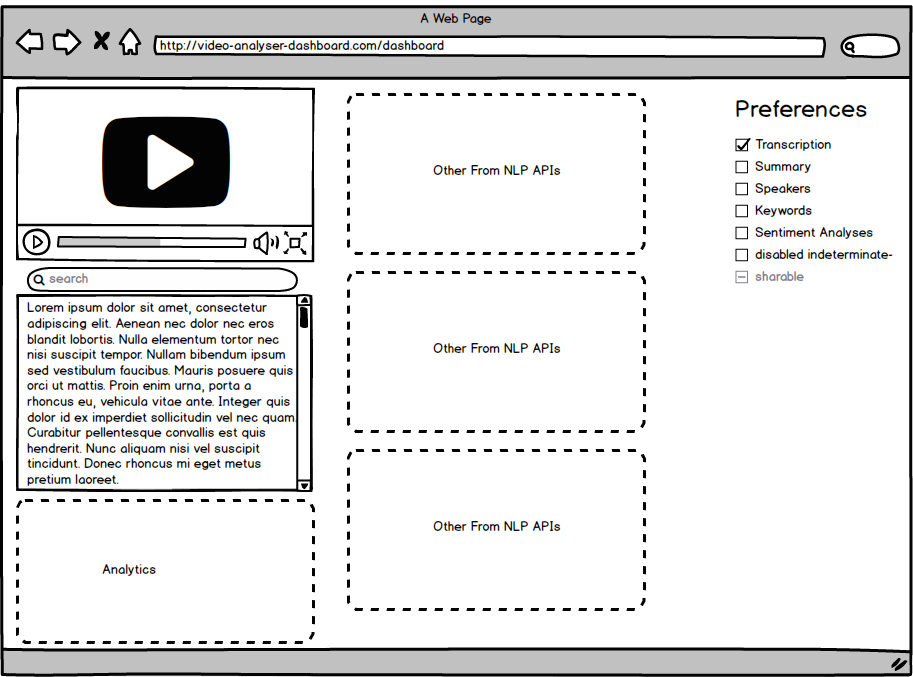 A Web Page
http://video-analyser-dashboard.com/dashboard
search
Lorem ipsum dolor sit amet, consectetur
adipiscing elit. Aenean nec dolor nec eros
blandit lobortis. Nulla elementum tortor nec
nisi suscipit tempor. Nullam bibendum ipsum
sed vestibulum faucibus. Mauris posuere quis
orci ut mattis. Proin enim urna, porta a
rhoncus eu, vehicula vitae ante. Integer quis
dolor id ex imperdiet sollicitudin vel nec quam.
Curabitur pellentesque convallis est quis
hendrerit. Nunc aliquam nisi vel suscipit
tincidunt. Donec rhoncus mi eget metus
pretium laoreet.
Analytics
Other From NLP APIs
Other From NLP APIs
Other From NLP APIs
Preferences
Transcription
Summary
Speakers
Keywords
Sentiment Analyses
disabled indeterminate-
sharable